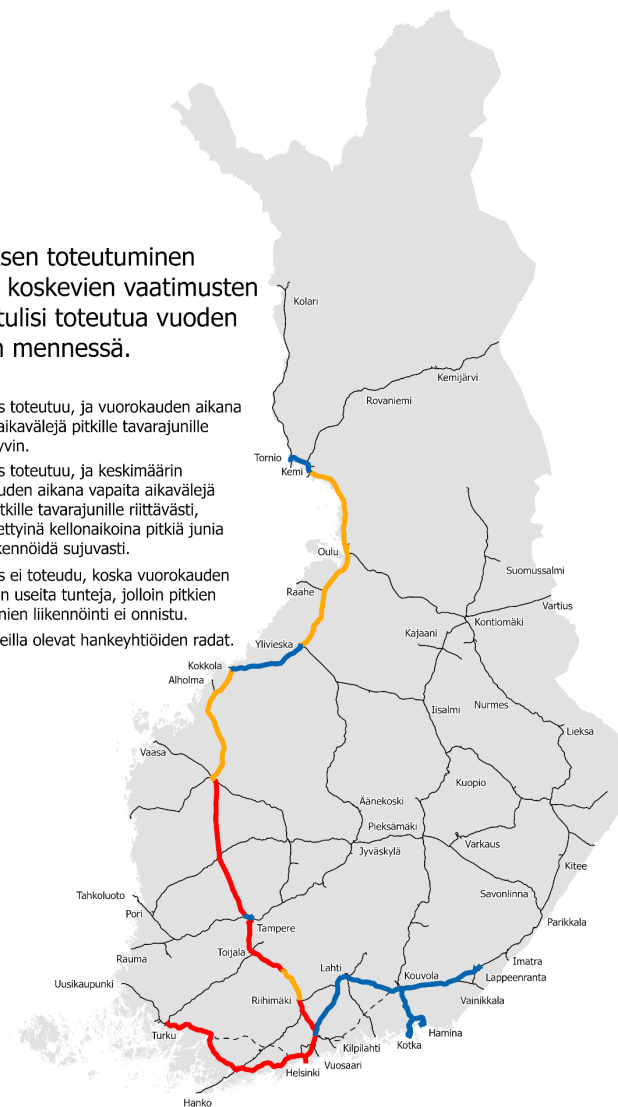 sen toteutuminen
koskevien vaatimusten
tulisi toteutua vuoden
n mennessä.
s toteutuu, ja vuorokauden aikana
aikavälejä pitkille tavarajunille
yvin.
s toteutuu, ja keskimäärin
uden aikana vapaita aikavälejä
itkille tavarajunille riittävästi,
ettyinä kellonaikoina pitkiä junia
kennöidä sujuvasti.
s ei toteudu, koska vuorokauden
n useita tunteja, jolloin pitkien
nien liikennöinti ei onnistu.
eilla olevat hankeyhtiöiden radat.
Kolari
Kemijärvi
Rovaniemi
Tornio
Kemi
Oulu
Suomussalmi
Raahe
Vartius
Kontiomäki
Kajaani
Ylivieska
Kokkola
Alholma
Iisalmi
Nurmes
Lieksa
Vaasa
Kuopio
Äänekoski
Pieksämäki
Varkaus
Jyväskylä
Kitee
Savonlinna
Tahkoluoto
Pori
Parikkala
Tampere
Toijala
Rauma
Imatra
Lahti
Kouvola
Lappeenranta
Uusikaupunki
Vainikkala
Riihimäki
Hamina
Turku
Kotka
Kilpilahti
Vuosaari
Helsinki
Hanko